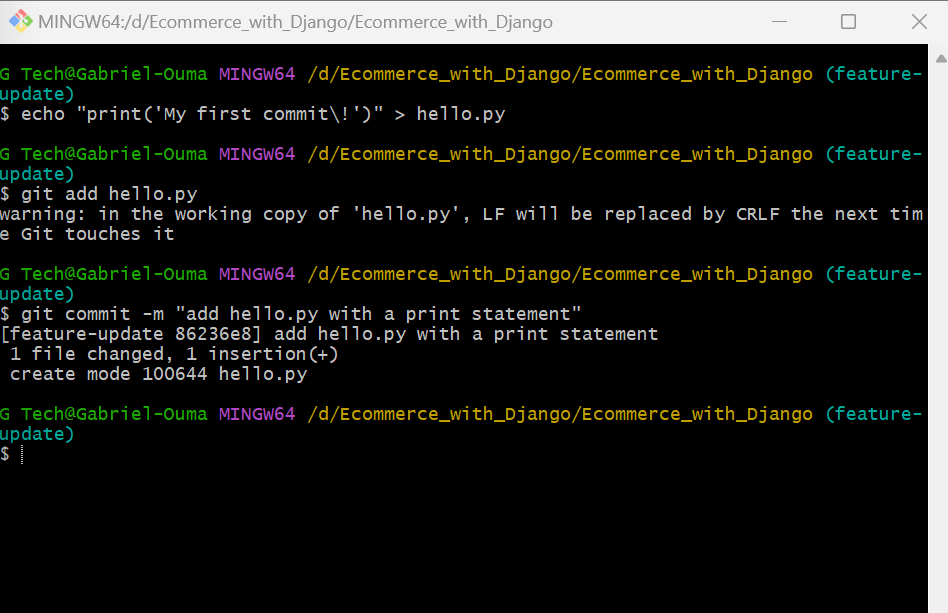 MINGW64:/d/Ecommerce_with_Django/Ecommerce_with_Django
G Tech@Gabriel-Ouma MINGW64 /d/Ecommerce_with_Django/Ecommerce_with_Django (feature-
update)
$ echo "print('My first commit\!')" > hello.py
G Tech@Gabriel-Ouma MINGW64 /d/Ecommerce_with_Django/Ecommerce_with_Django (feature-
update)
$ git add hello.py
warning: in the working copy of 'hello.py', LF will be replaced by CRLF the next tim
e Git touches it
G Tech@Gabriel-Ouma MINGW64 /d/Ecommerce_with_Django/Ecommerce_with_Django (feature-
update)
$ git commit -m "add hello.py with a print statement"
[feature-update 86236e8] add hello.py with a print statement
 1 file changed, 1 insertion(+)
 create mode 100644 hello.py
G Tech@Gabriel-Ouma MINGW64 /d/Ecommerce_with_Django/Ecommerce_with_Django (feature-
update)
$